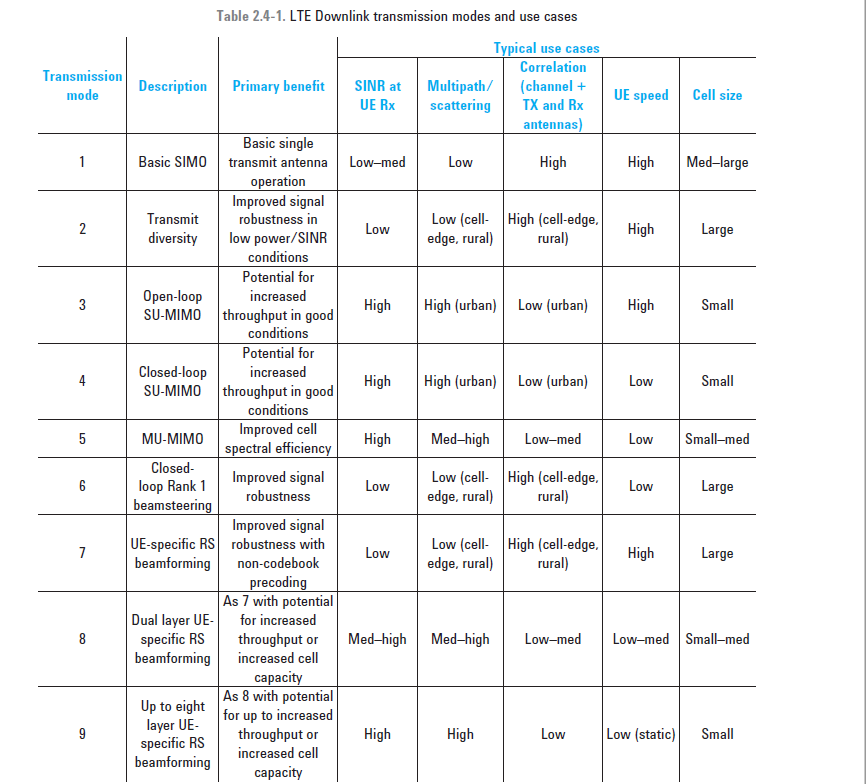 Table 2.4-1. LTE Downlink transmission modes and use cases
Typical use cases
Transmission mode | Description | Primary benefit | SINR at UE Rx | Multipath/ scattering | Correlation (channel + TX and Rx antennas) | UE speed | Cell size
1 | Basic SIMO | Basic single transmit antenna operation | Low–med | Low | High | High | Med–large
2 | Transmit diversity | Improved signal robustness in low power/SINR conditions | Low | Low (cell-edge, rural) | High (cell-edge, rural) | High | Large
3 | Open-loop SU-MIMO | Potential for increased throughput in good conditions | High | High (urban) | Low (urban) | High | Small
4 | Closed-loop SU-MIMO | Potential for increased throughput in good conditions | High | High (urban) | Low (urban) | Low | Small
5 | MU-MIMO | Improved cell spectral efficiency | High | Med–high | Low–med | Low | Small–med
6 | Closed-loop Rank 1 beamsteering | Improved signal robustness | Low | Low (cell-edge, rural) | High (cell-edge, rural) | Low | Large
7 | UE-specific RS beamforming | Improved signal robustness with non-codebook precoding | Low | Low (cell-edge, rural) | High (cell-edge, rural) | High | Large
8 | Dual layer UE-specific RS beamforming | As 7 with potential for increased throughput or increased cell capacity | Med–high | Med–high | Low–med | Low–med | Small–med
9 | Up to eight layer UE-specific RS beamforming | As 8 with potential for up to increased throughput or increased cell capacity | High | High | Low | Low (static) | Small